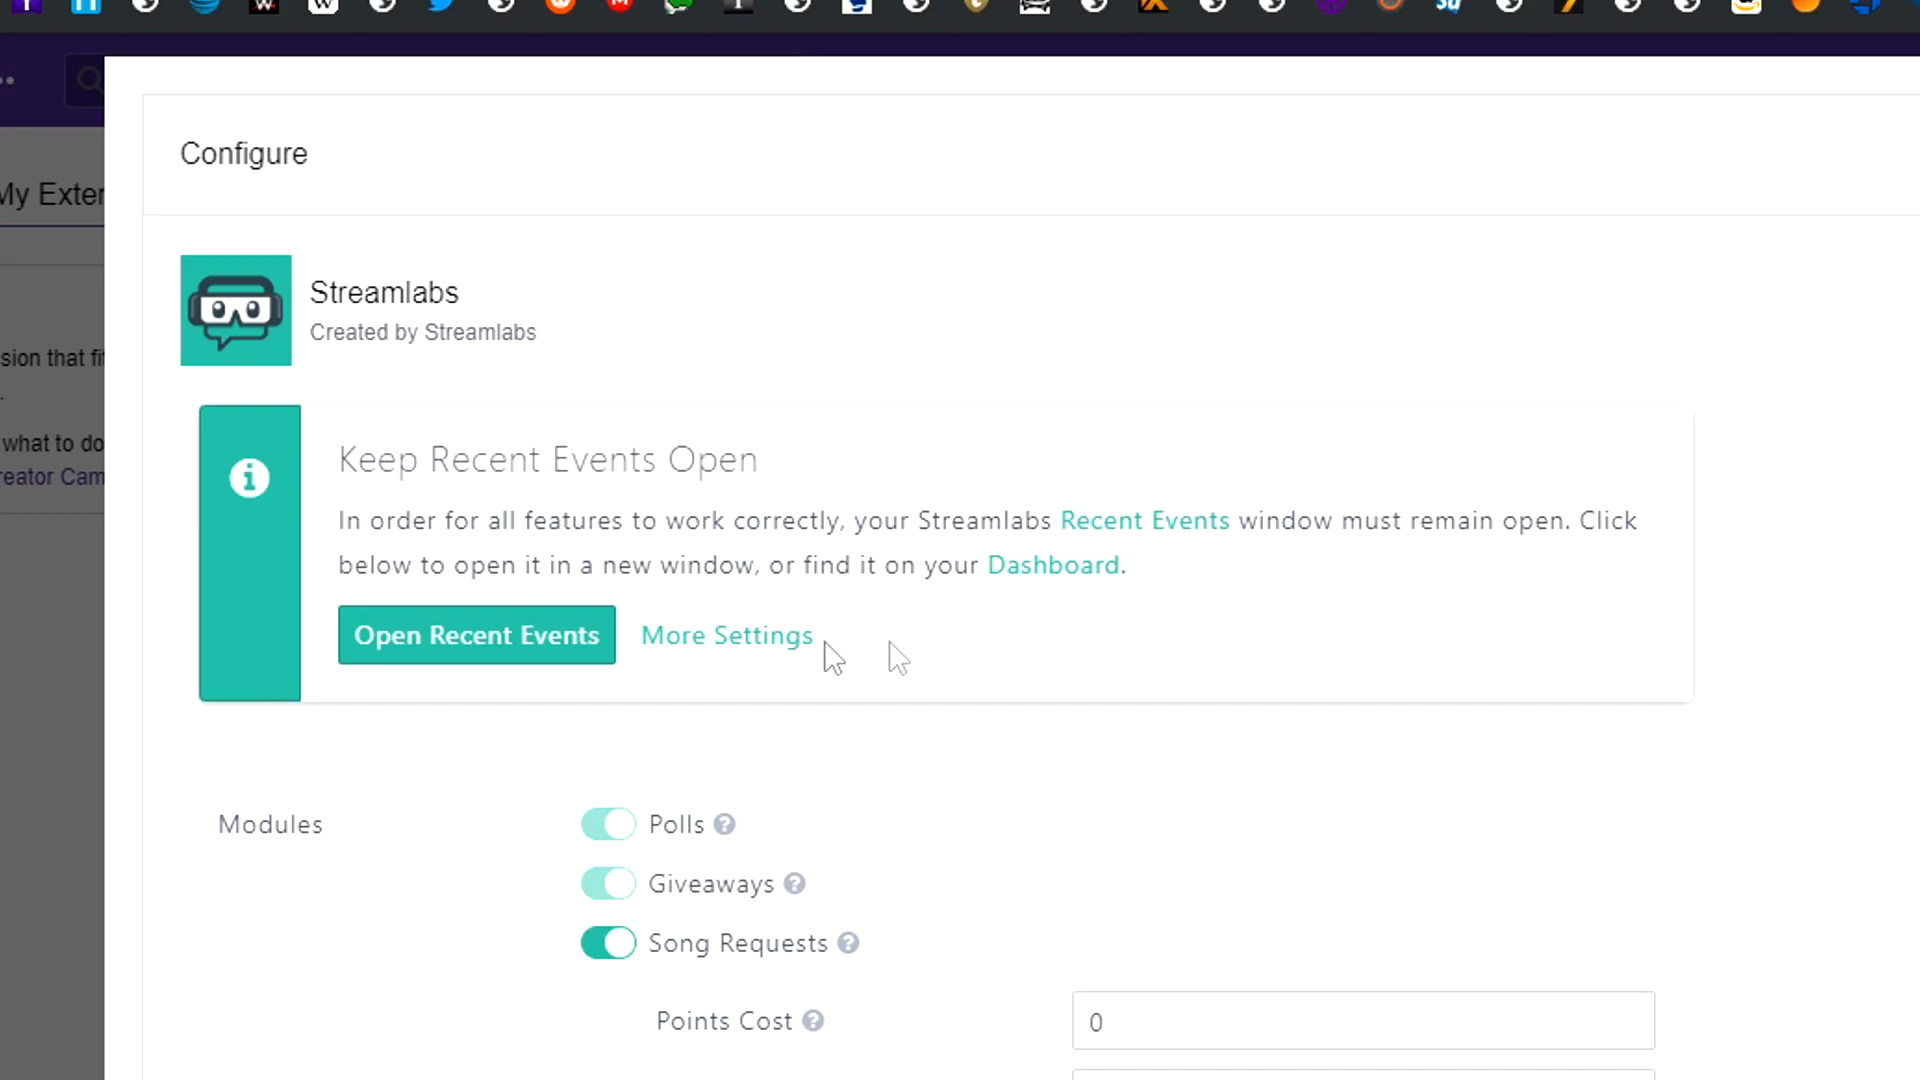 My Exter
Configure
Streamlabs
Created by Streamlabs
sion that fi
.
what to do
reator Cam
Keep Recent Events Open
In order for all features to work correctly, your Streamlabs Recent Events window must remain open. Click
below to open it in a new window, or find it on your Dashboard.
Open Recent Events More Settings
Modules
Polls
Giveaways
Song Requests
Points Cost 0